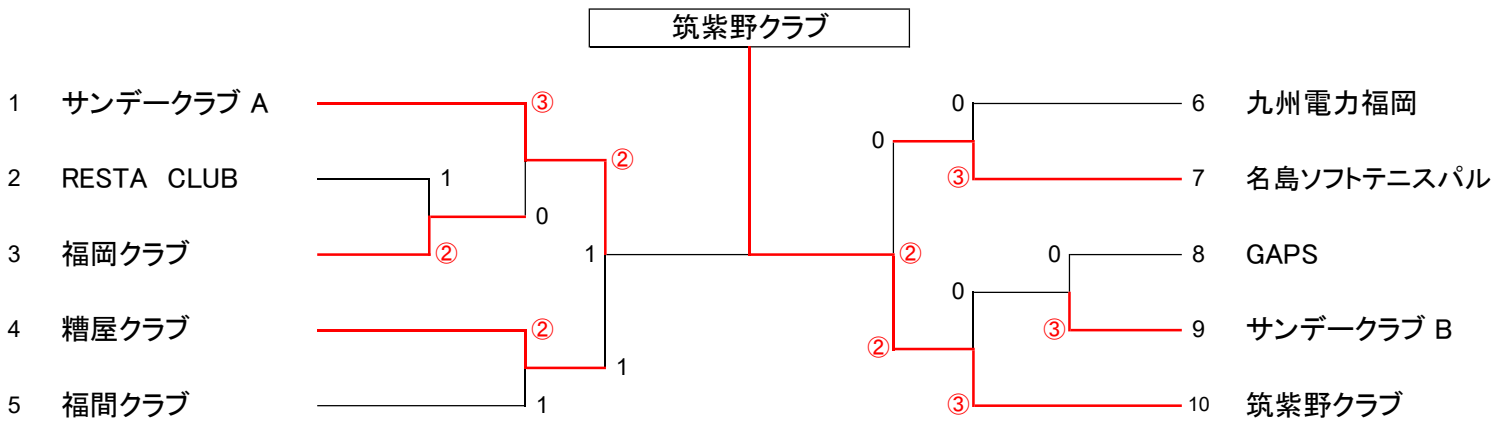 筑紫野クラブ
1 サンデークラブ A ③ 0 6 九州電力福岡
0
②
2 RESTA CLUB 1 ③ 7 名島ソフトテニスパル
0
3 福岡クラブ ② 1 ② 0 8 GAPS
0
4 糟屋クラブ ② ③ 9 サンデークラブ B
②
1
5 福間クラブ 1 ③ 10 筑紫野クラブ